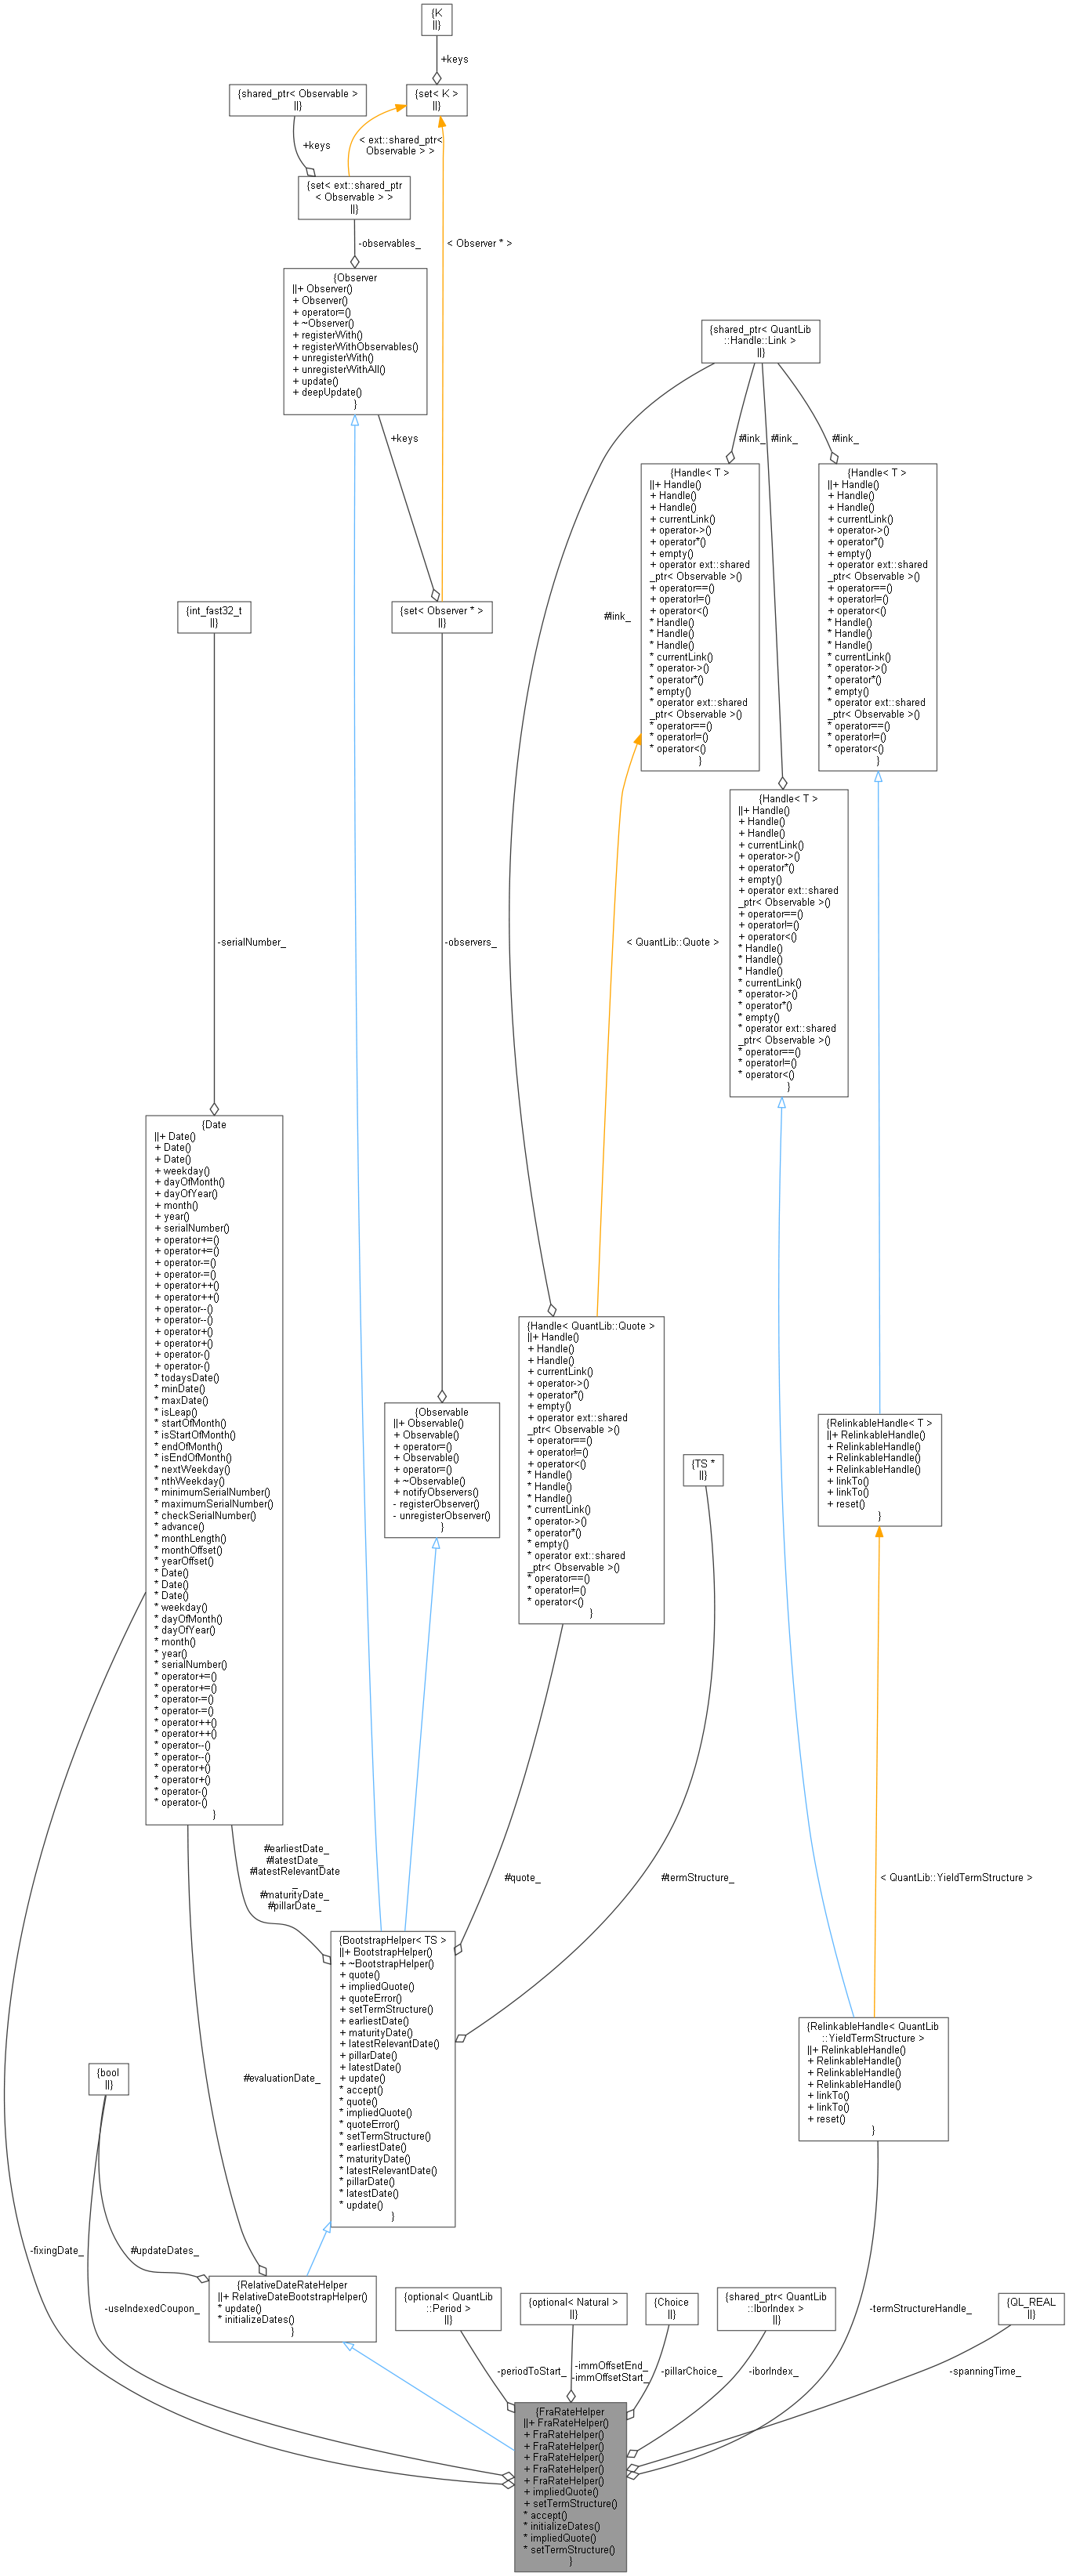 {K
||}
+keys
{shared_ptr< Observable >
||}
{set< K >
||}
+keys
< ext::shared_ptr<
Observable > >
{set< ext::shared_ptr
< Observable > >
||}
-observables_
< Observer * >
{Observer
||+ Observer()
+ Observer()
+ operator=()
+ ~Observer()
+ registerWith()
+ registerWithObservables()
+ unregisterWith()
+ unregisterWithAll()
+ update()
+ deepUpdate()
}
+keys
{shared_ptr< QuantLib
::Handle::Link >
||}
#link_
#link_
#link_
#link_
{Handle< T >
||+ Handle()
+ Handle()
+ Handle()
+ currentLink()
+ operator->()
+ operator*()
+ empty()
+ operator ext::shared
_ptr< Observable >()
+ operator==()
+ operator!=()
+ operator<()
* Handle()
* Handle()
* Handle()
* currentLink()
* operator->()
* operator*()
* empty()
* operator ext::shared
_ptr< Observable >()
* operator==()
* operator!=()
* operator<()
}
{Handle< T >
||+ Handle()
+ Handle()
+ Handle()
+ currentLink()
+ operator->()
+ operator*()
+ empty()
+ operator ext::shared
_ptr< Observable >()
+ operator==()
+ operator!=()
+ operator<()
* Handle()
* Handle()
* Handle()
* currentLink()
* operator->()
* operator*()
* empty()
* operator ext::shared
_ptr< Observable >()
* operator==()
* operator!=()
* operator<()
}
{int_fast32_t
||}
{set< Observer * >
||}
{Handle< T >
||+ Handle()
+ Handle()
+ Handle()
+ currentLink()
+ operator->()
+ operator*()
+ empty()
+ operator ext::shared
_ptr< Observable >()
+ operator==()
+ operator!=()
+ operator<()
* Handle()
* Handle()
* Handle()
* currentLink()
* operator->()
* operator*()
* empty()
* operator ext::shared
_ptr< Observable >()
* operator==()
* operator!=()
* operator<()
}
-serialNumber_
-observers_
< QuantLib::Quote >
{Date
||+ Date()
+ Date()
+ Date()
+ weekday()
+ dayOfMonth()
+ dayOfYear()
+ month()
+ year()
+ serialNumber()
+ operator+=()
+ operator+=()
+ operator-=()
+ operator-=()
+ operator++()
+ operator++()
+ operator--()
+ operator--()
+ operator+()
+ operator+()
+ operator-()
+ operator-()
* todaysDate()
* minDate()
* maxDate()
* isLeap()
* startOfMonth()
* isStartOfMonth()
* endOfMonth()
* isEndOfMonth()
* nextWeekday()
* nthWeekday()
* minimumSerialNumber()
* maximumSerialNumber()
* checkSerialNumber()
* advance()
* monthLength()
* monthOffset()
* yearOffset()
* Date()
* Date()
* Date()
* weekday()
* dayOfMonth()
* dayOfYear()
* month()
* year()
* serialNumber()
* operator+=()
* operator+=()
* operator-=()
* operator-=()
* operator++()
* operator++()
* operator--()
* operator--()
* operator+()
* operator+()
* operator-()
* operator-()
}
{Handle< QuantLib::Quote >
||+ Handle()
+ Handle()
+ Handle()
+ currentLink()
+ operator->()
+ operator*()
+ empty()
+ operator ext::shared
_ptr< Observable >()
+ operator==()
+ operator!=()
+ operator<()
* Handle()
* Handle()
* Handle()
* currentLink()
* operator->()
* operator*()
* empty()
* operator ext::shared
_ptr< Observable >()
* operator==()
* operator!=()
* operator<()
}
{Observable
||+ Observable()
+ Observable()
+ operator=()
+ Observable()
+ operator=()
+ ~Observable()
+ notifyObservers()
- registerObserver()
- unregisterObserver()
}
{TS *
||}
{RelinkableHandle< T >
||+ RelinkableHandle()
+ RelinkableHandle()
+ RelinkableHandle()
+ RelinkableHandle()
+ linkTo()
+ linkTo()
+ reset()
}
#earliestDate_
#latestDate_
#latestRelevantDate
_
#maturityDate_
#pillarDate_
#quote_
#termStructure_
< QuantLib::YieldTermStructure >
{BootstrapHelper< TS >
||+ BootstrapHelper()
+ ~BootstrapHelper()
+ quote()
+ impliedQuote()
+ quoteError()
+ setTermStructure()
+ earliestDate()
+ maturityDate()
+ latestRelevantDate()
+ pillarDate()
+ latestDate()
+ update()
* accept()
* quote()
* impliedQuote()
* quoteError()
* setTermStructure()
* earliestDate()
* maturityDate()
* latestRelevantDate()
* pillarDate()
* latestDate()
* update()
}
{RelinkableHandle< QuantLib
::YieldTermStructure >
||+ RelinkableHandle()
+ RelinkableHandle()
+ RelinkableHandle()
+ RelinkableHandle()
+ linkTo()
+ linkTo()
+ reset()
}
{bool
||}
#evaluationDate_
-fixingDate_
#updateDates_
{RelativeDateRateHelper
||+ RelativeDateBootstrapHelper()
* update()
* initializeDates()
}
{optional< QuantLib
::Period >
||}
{optional< Natural >
||}
{Choice
||}
{shared_ptr< QuantLib
::IborIndex >
||}
{QL_REAL
||}
-useIndexedCoupon_
-termStructureHandle_
-periodToStart_
-immOffsetEnd_
-immOffsetStart_
-pillarChoice_
-iborIndex_
-spanningTime_
{FraRateHelper
||+ FraRateHelper()
+ FraRateHelper()
+ FraRateHelper()
+ FraRateHelper()
+ FraRateHelper()
+ FraRateHelper()
+ impliedQuote()
+ setTermStructure()
* accept()
* initializeDates()
* impliedQuote()
* setTermStructure()
}